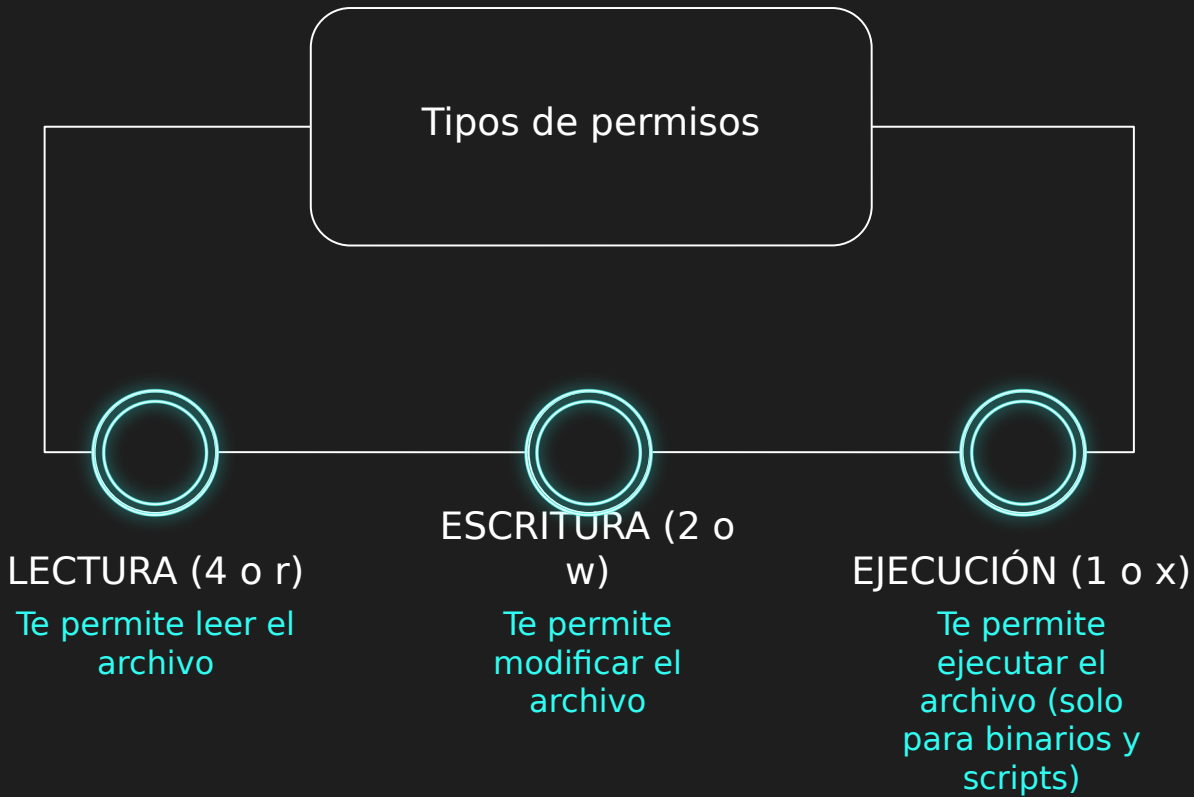 Tipos de permisos
LECTURA (4 o r)
Te permite leer el
archivo
ESCRITURA (2 o
w)
Te permite
modificar el
archivo
EJECUCIÓN (1 o x)
Te permite
ejecutar el
archivo (solo
para binarios y
scripts)